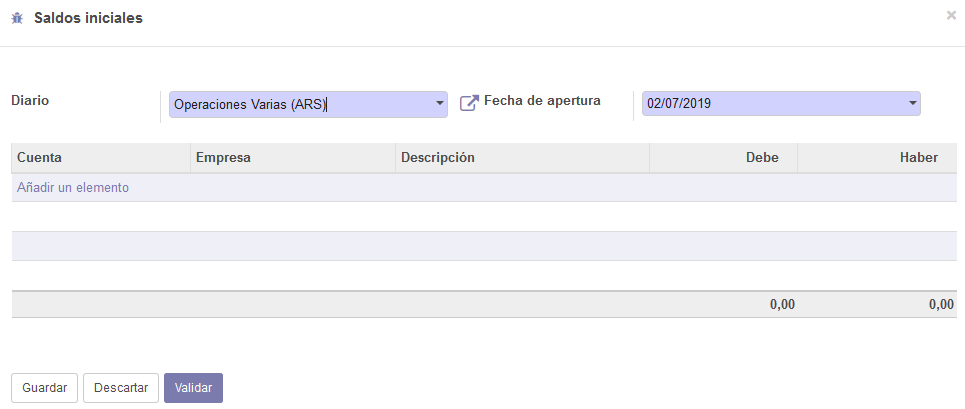 Saldos iniciales
Diario Operaciones Varias (ARS) Fecha de apertura 02/07/2019
Cuenta Empresa Descripción Debe Haber
Añadir un elemento
0,00 0,00
Guardar Descartar Validar